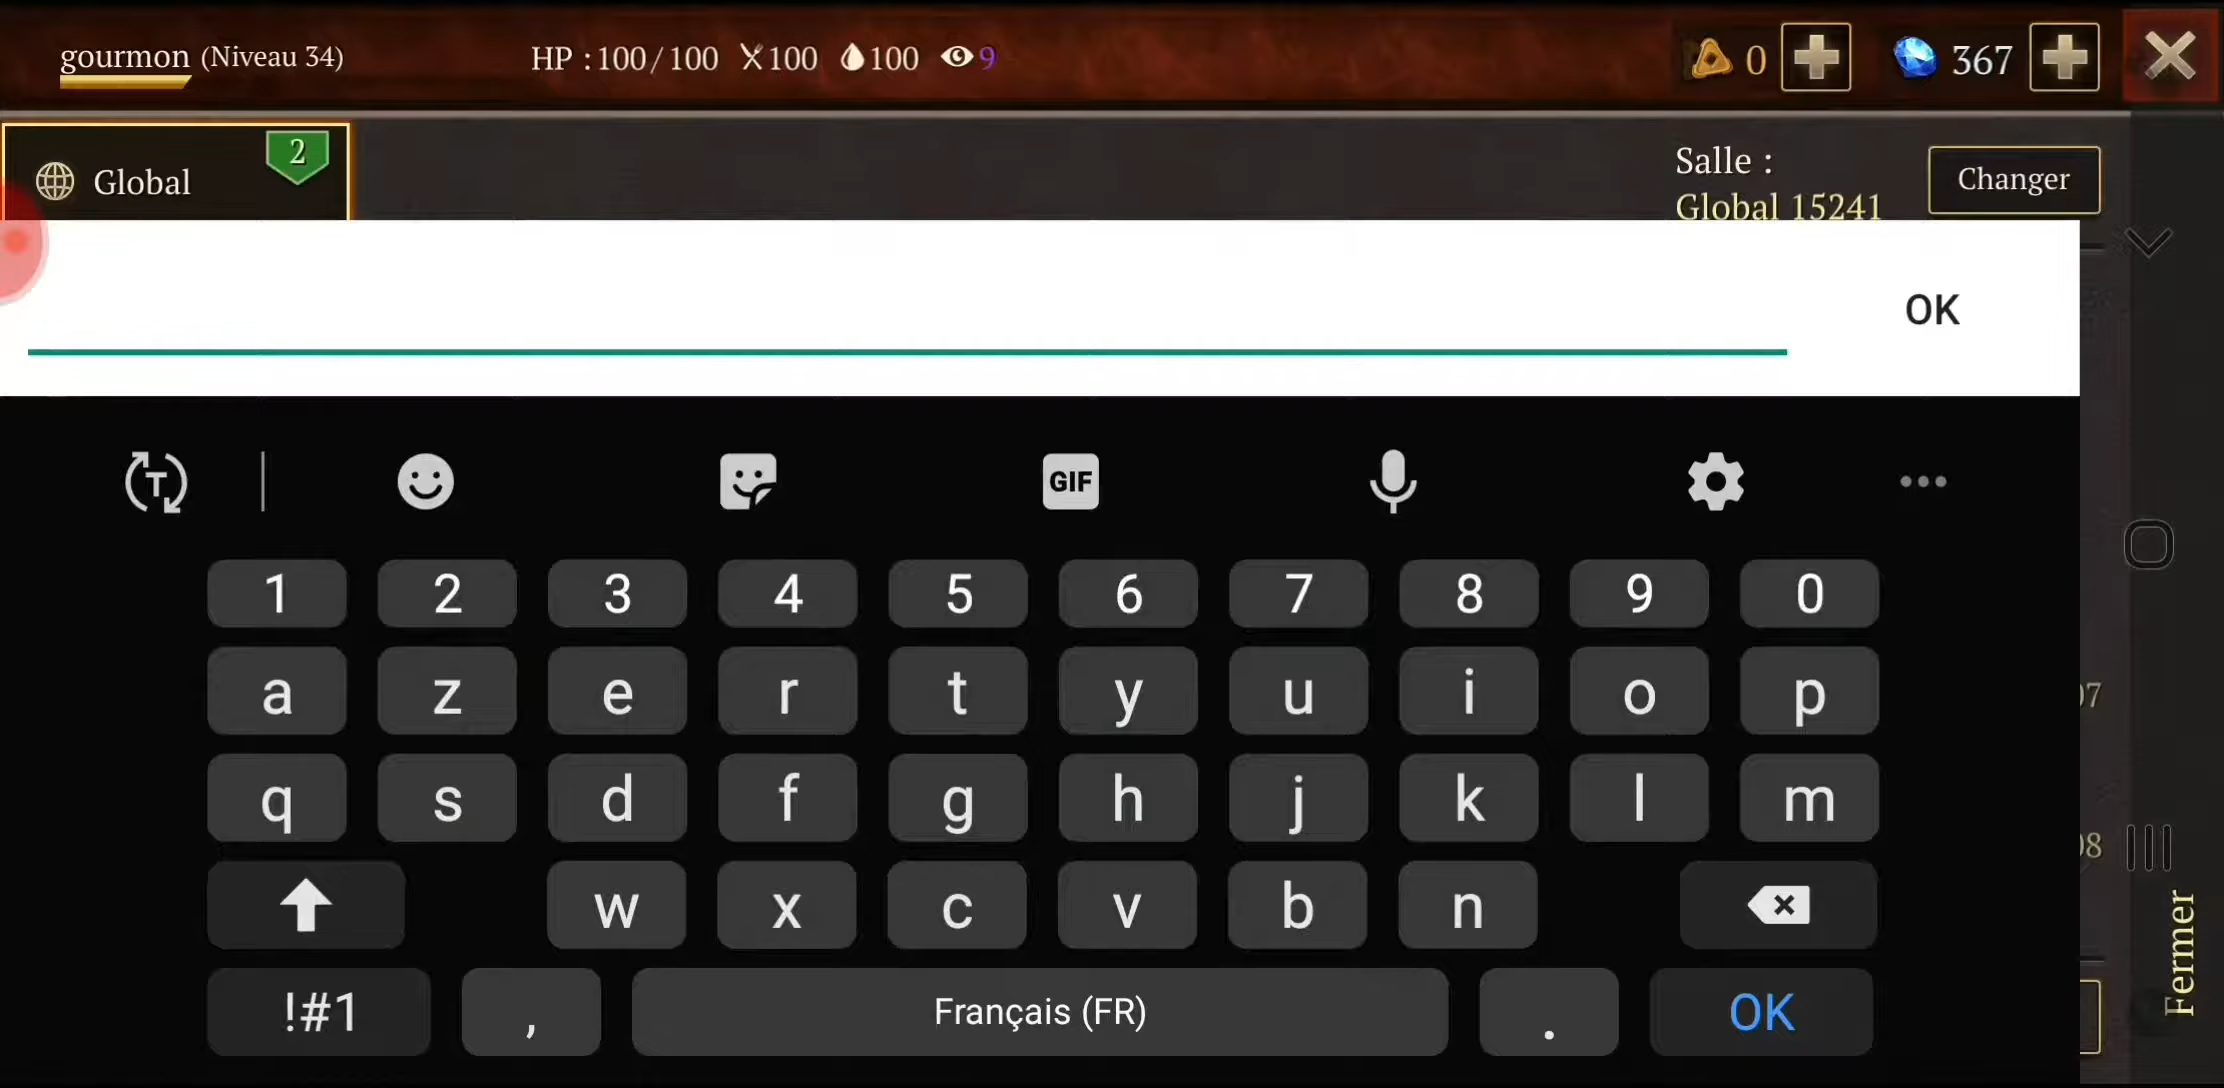 gourmon (Niveau 34) HP : 100 / 100 100 100 9 0 367
2
Global
Salle :
Global 15241
Changer
OK
T GIF
1 2 3 4 5 6 7 8 9 0
a z e r t y u i o p
q s d f g h j k l m
w x c v b n
!#1 , Français (FR) . OK
Fermer